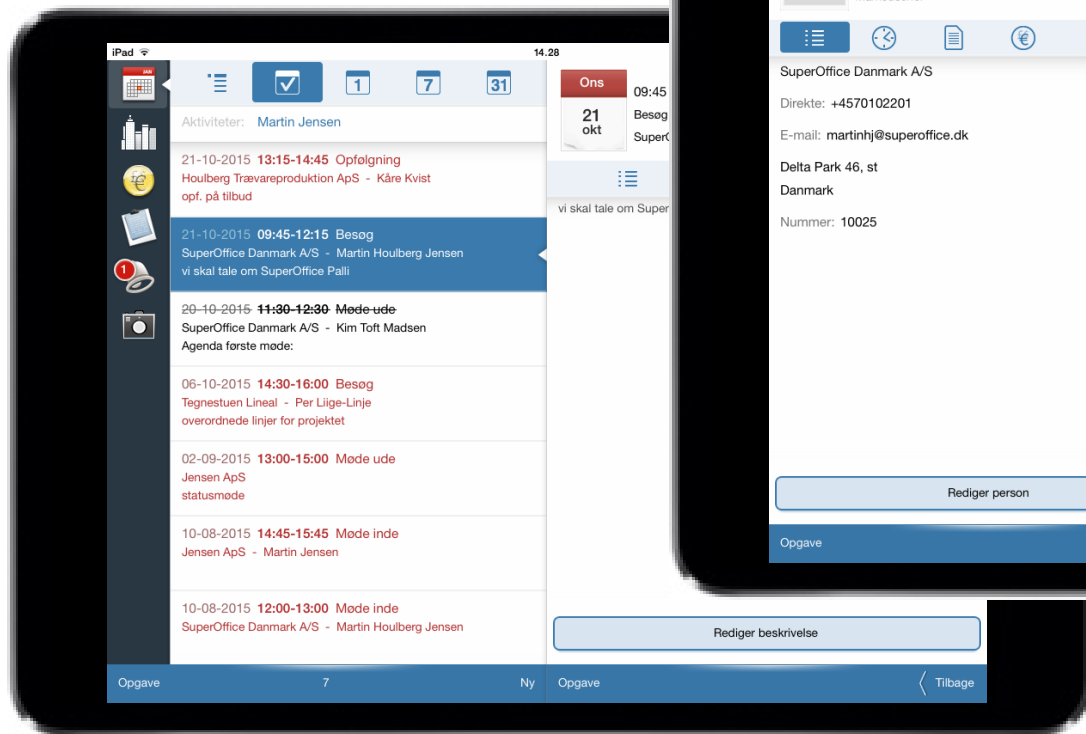 iPad
14.28
JAN
1
7
31
Aktiviteter: Martin Jensen
21-10-2015 13:15-14:45 Opfølgning
Houlberg Trævareproduktion ApS - Kåre Kvist
opf. på tilbud
21-10-2015 09:45-12:15 Besøg
SuperOffice Danmark A/S - Martin Houlberg Jensen
vi skal tale om SuperOffice Palli
1
20-10-2015 11:30-12:30 Møde ude
SuperOffice Danmark A/S - Kim Toft Madsen
Agenda første møde:
06-10-2015 14:30-16:00 Besøg
Tegnestuen Lineal - Per Liige-Linje
overordnede linjer for projektet
02-09-2015 13:00-15:00 Møde ude
Jensen ApS
statusmøde
10-08-2015 14:45-15:45 Møde inde
Jensen ApS - Martin Jensen
10-08-2015 12:00-13:00 Møde inde
SuperOffice Danmark A/S - Martin Houlberg Jensen
Opgave 7 Ny
Ons
21
okt
09:45
Besøg
vi skal tale om Super
Rediger beskrivelse
Opgave Tilbage
SuperOffice Danmark A/S
Direkte: +4570102201
E-mail: martinhj@superoffice.dk
Delta Park 46, st
Danmark
Nummer: 10025
Rediger person
Opgave